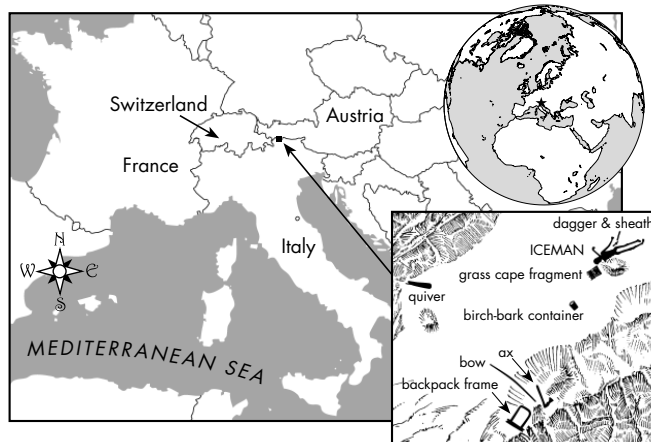 Switzerland
Austria
France
Italy
N
W E
S
MEDITERRANEAN SEA
dagger & sheath
ICEMAN
grass cape fragment
quiver
birch-bark container
ax
bow
backpack frame